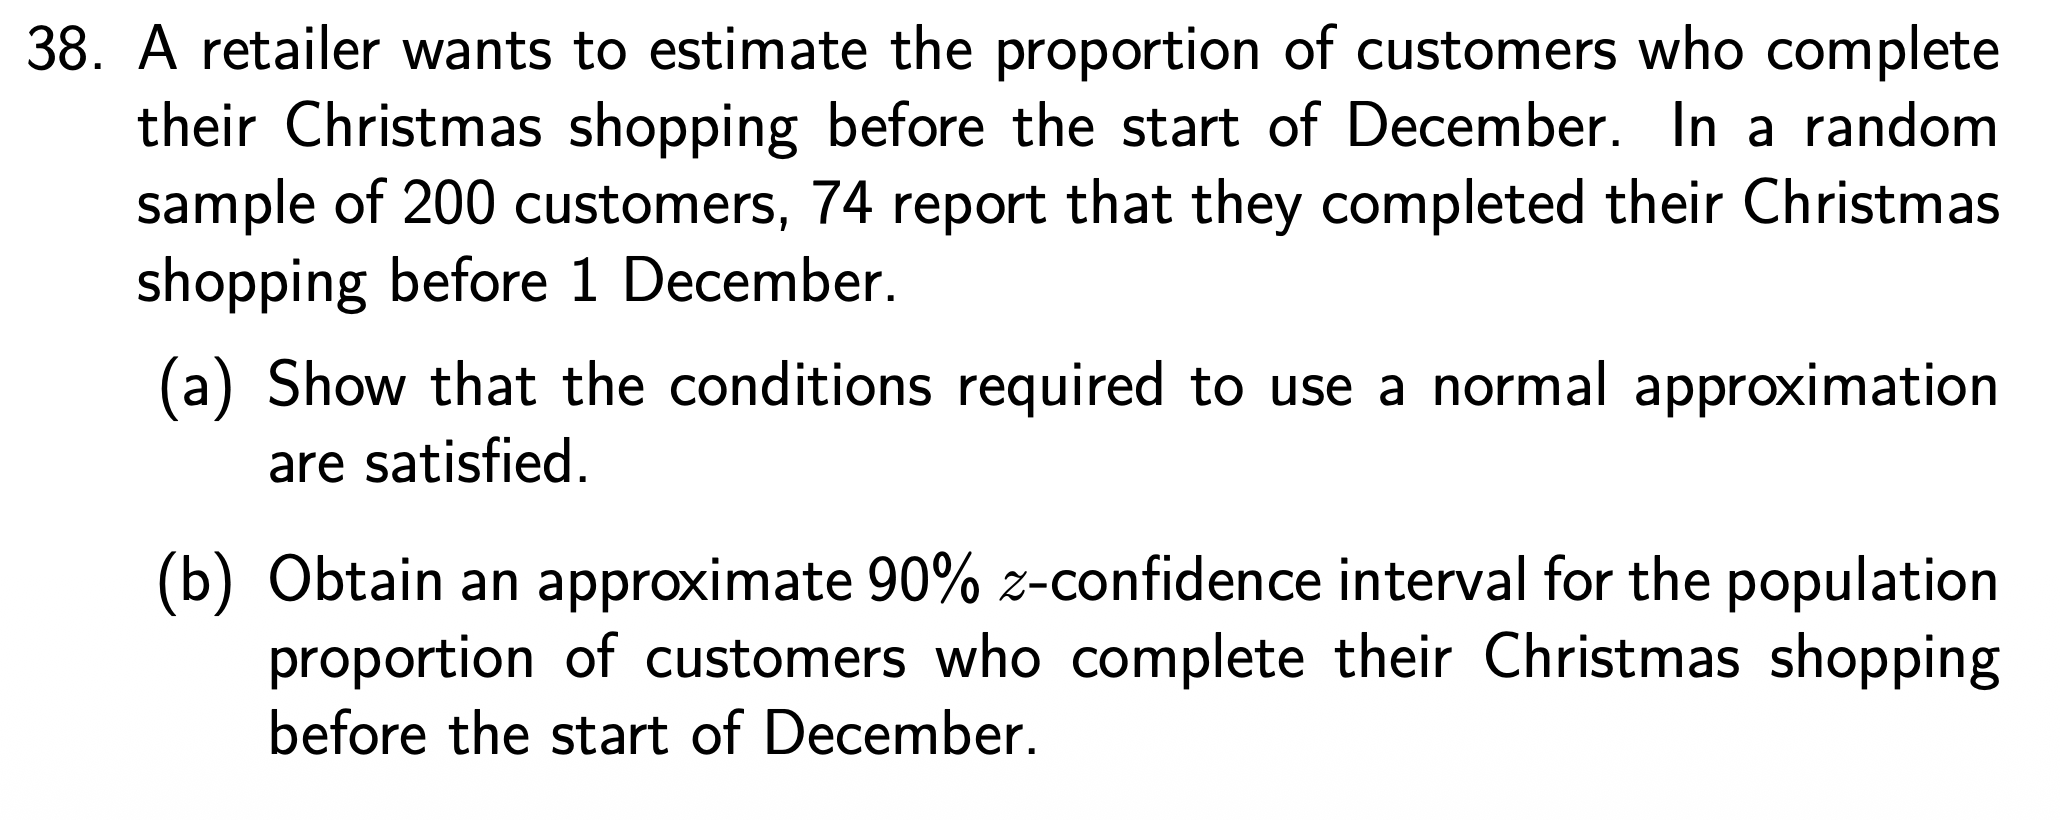 38. A retailer wants to estimate the proportion of customers who complete
their Christmas shopping before the start of December. In a random
sample of 200 customers, 74 report that they completed their Christmas
shopping before 1 December.
(a) Show that the conditions required to use a normal approximation
are satisfied.
(b) Obtain an approximate 90% z-confidence interval for the population
proportion of customers who complete their Christmas shopping
before the start of December.